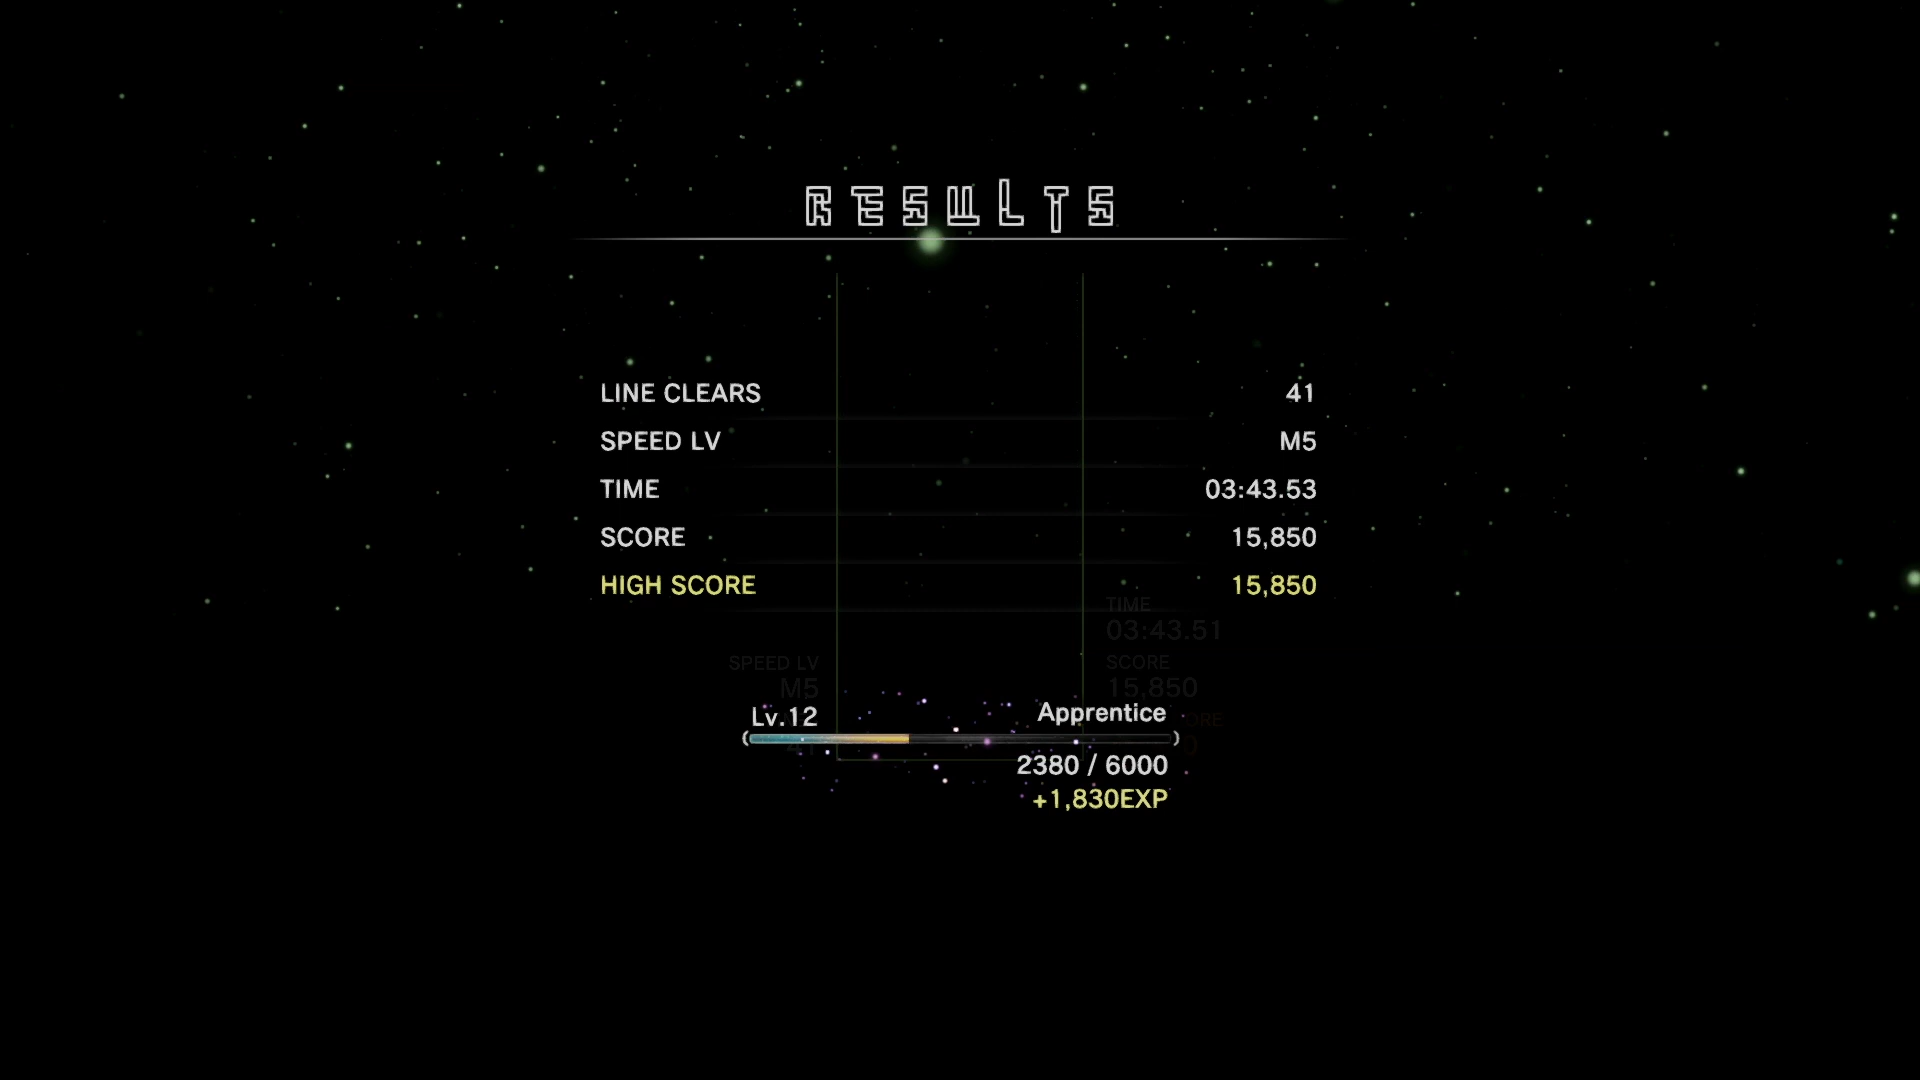 RESULTS
LINE CLEARS 41
SPEED LV M5
TIME 03:43.53
SCORE 15,850
HIGH SCORE 15,850
TIME
03:43.51
SPEED LV SCORE
M5 15,850
Lv.12 Apprentice
2380 / 6000
+1,830EXP